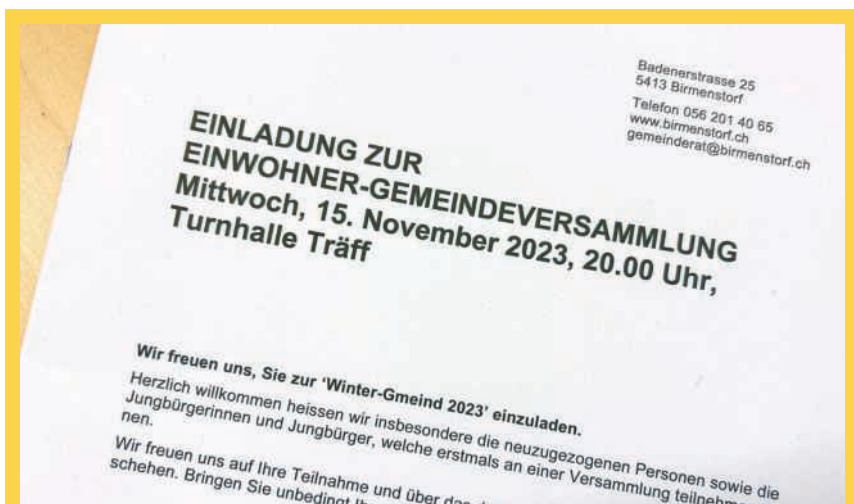 Badenerstrasse 25
5413 Birmenstorf
Telefon 056 201 40 65
www.birmenstorf.ch
gemeinderat@birmenstorf.ch
EINLADUNG ZUR
EINWOHNER-GEMEINDEVERSAMMLUNG
Mittwoch, 15. November 2023, 20.00 Uhr,
Turnhalle Träff
Wir freuen uns, Sie zur 'Winter-Gmeind 2023' einzuladen.
Herzlich willkommen heissen wir insbesondere die neuzugezogenen Personen sowie die
Jungbürgerinnen und Jungbürger, welche erstmals an einer Versammlung
nen.
Wir freuen uns auf Ihre Teilnahme und über das
schehen. Bringen Sie unbedingt